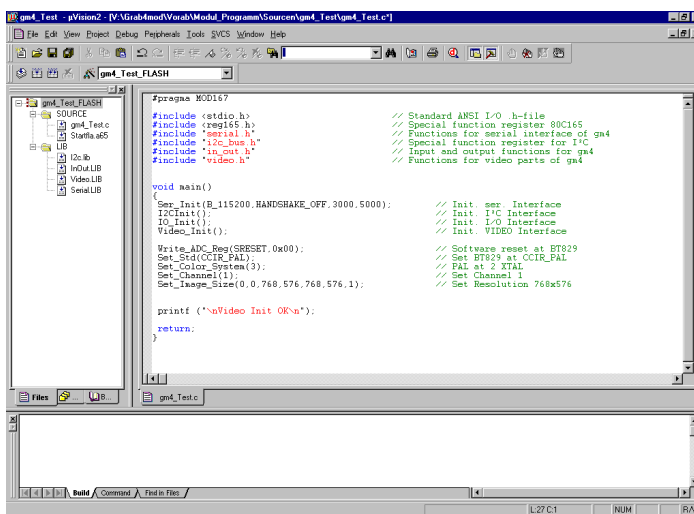 gm4_Test - µVision2 - [V:\Grab4mod\Vorab\Modul_Programm\Sourcen\gm4_Test\gm4_Test.c*]
File Edit View Project Debug Peripherals Tools SVCS Window Help
gm4_Test_FLASH
gm4_Test_FLASH
SOURCE
gm4_Test.c
Startfla.a65
LIB
I2c.lib
InOut.LIB
Video.LIB
Serial.LIB
Files
...
B...
#pragma MOD167
#include <stdio.h> // Standard ANSI I/O .h-file
#include <reg165.h> // Special function register 80C165
#include "serial.h" // Functions for serial interface of gm4
#include "i2c_bus.h" // Special function register for I²C
#include "in_out.h" // Input and output functions for gm4
#include "video.h" // Functions for video parts of gm4
void main()
{
Ser_Init(B_115200,HANDSHAKE_OFF,3000,5000); // Init. ser. Interface
I2CInit(); // Init. I²C Interface
IO_Init(); // Init. I/O Interface
Video_Init(); // Init. VIDEO Interface
Write_ADC_Reg(SRESET,0x00); // Software reset at BT829
Set_Std(CCIR_PAL); // Set BT829 at CCIR_PAL
Set_Color_System(3); // PAL at 2 XTAL
Set_Channel(1); // Set Channel 1
Set_Image_Size(0,0,768,576,768,576,1); // Set Resolution 768x576
printf ("\nVideo Init OK\n");
return;
}
gm4_Test.c
Build Command Find in Files
L:27 C:1 NUM R/